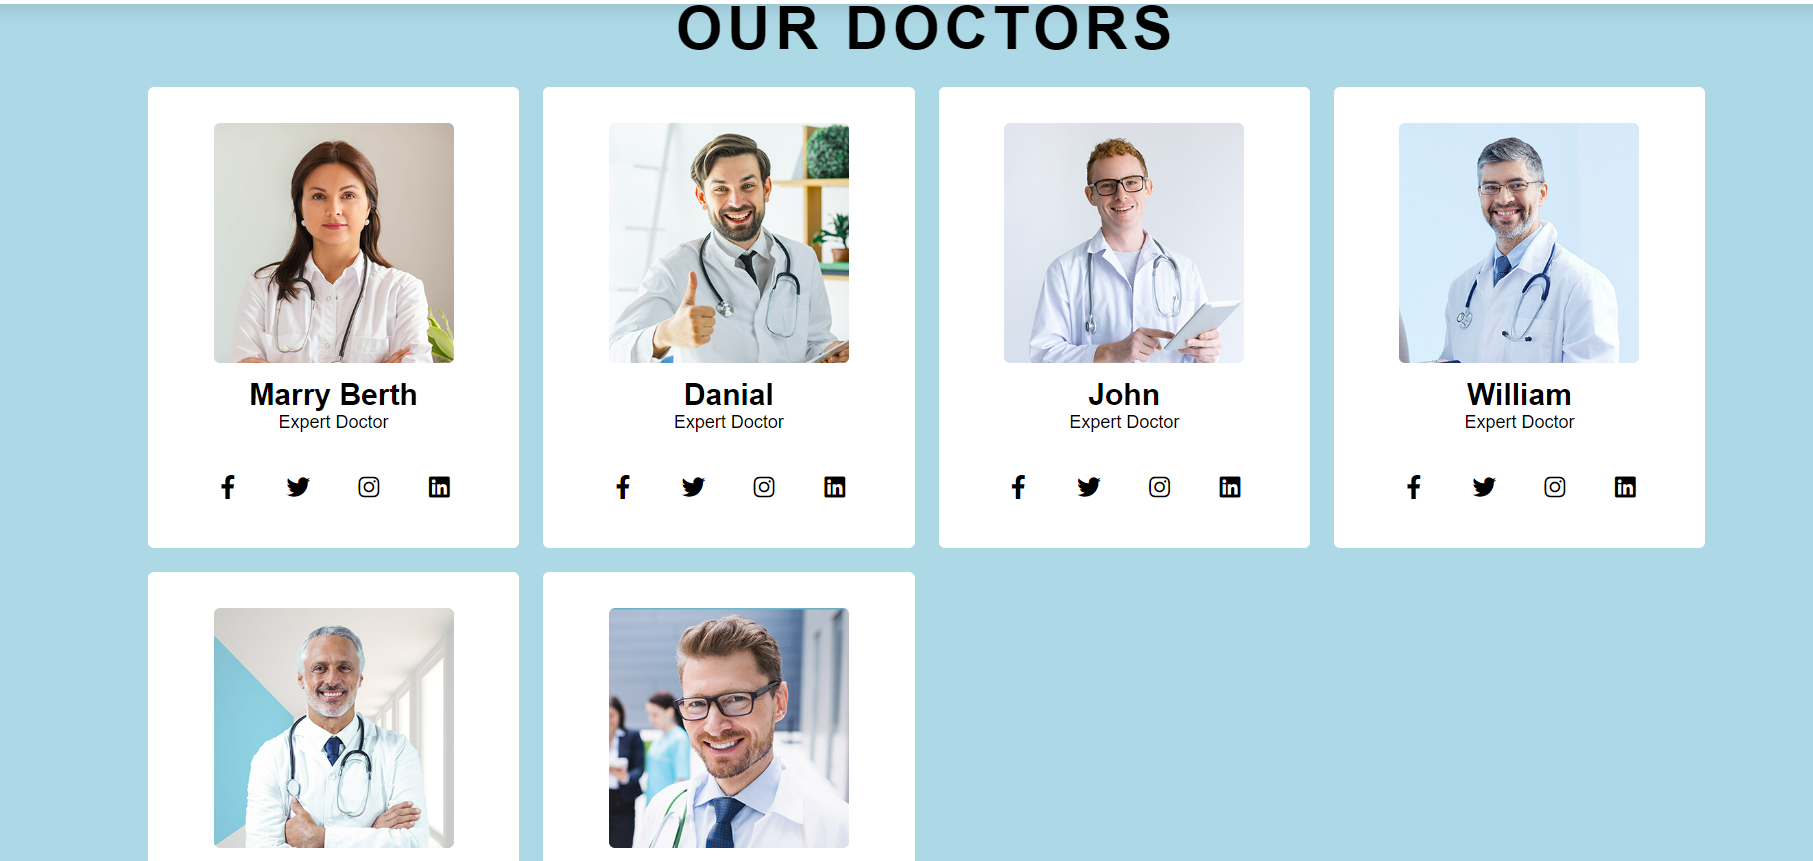 OUR DOCTORS
Marry Berth
Expert Doctor
Danial
Expert Doctor
John
Expert Doctor
William
Expert Doctor